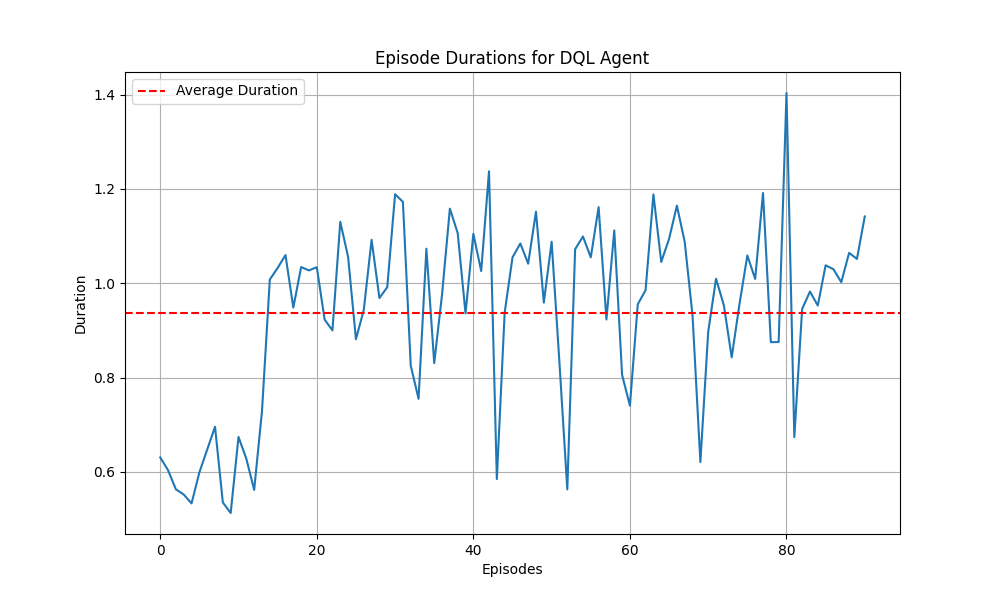 Episode Durations for DQL Agent
Average Duration
1.4
1.2
1.0
0.8
0.6
Duration
0 20 40 60 80
Episodes